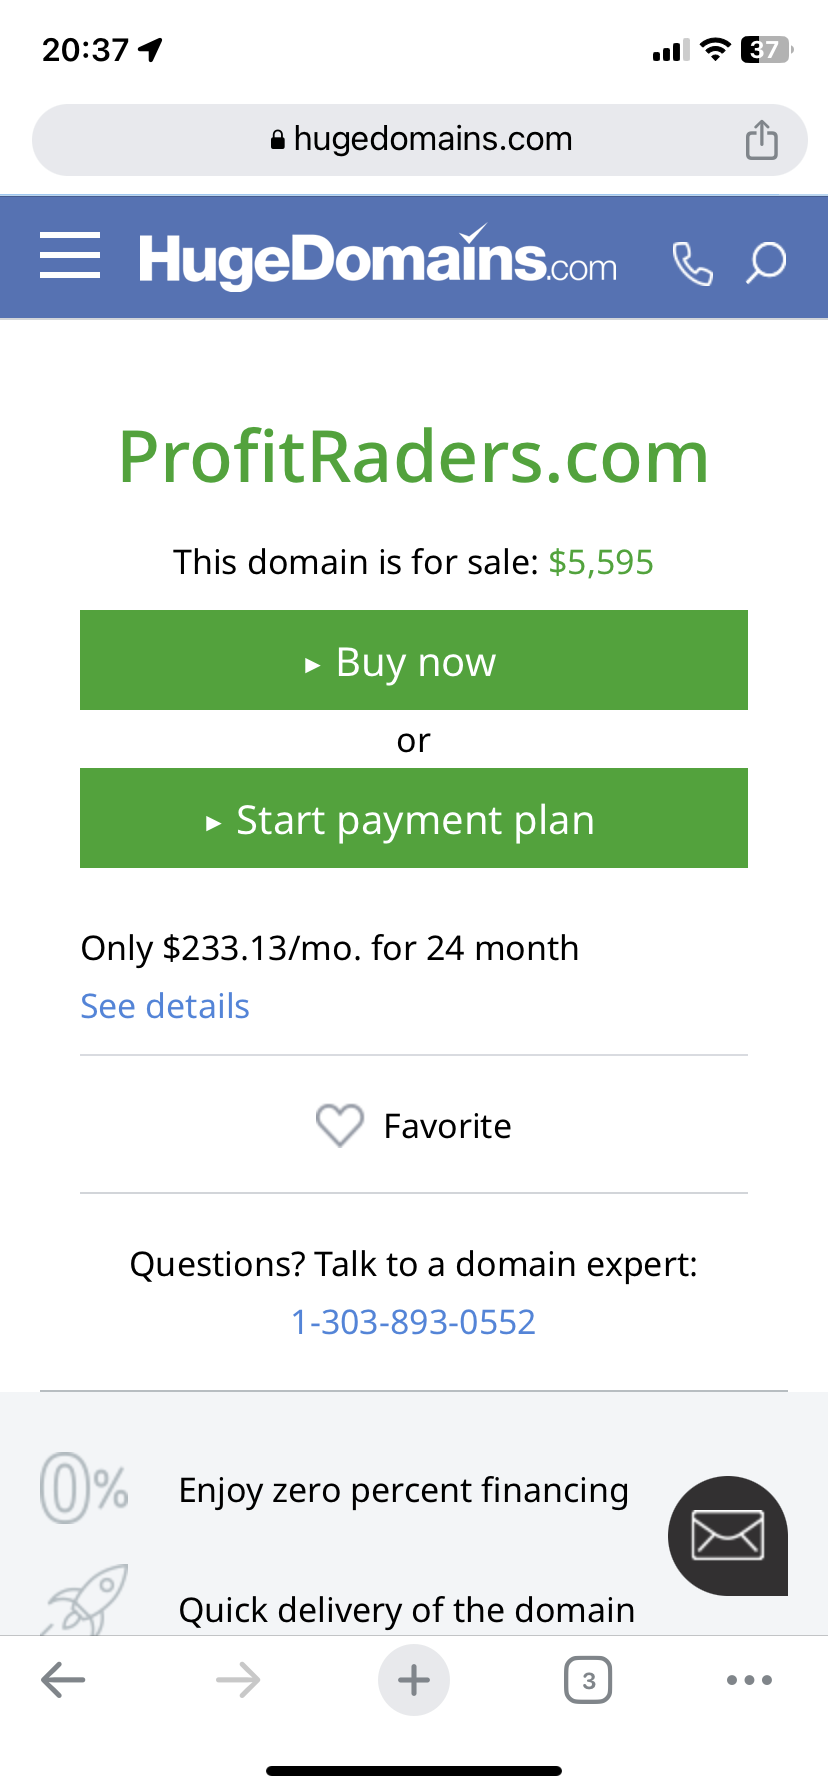 20:37
37
hugedomains.com
HugeDomains.com
ProfitRaders.com
This domain is for sale: $5,595
▸ Buy now
or
▸ Start payment plan
Only $233.13/mo. for 24 month
See details
Favorite
Questions? Talk to a domain expert:
1-303-893-0552
0% Enjoy zero percent financing
Quick delivery of the domain
3